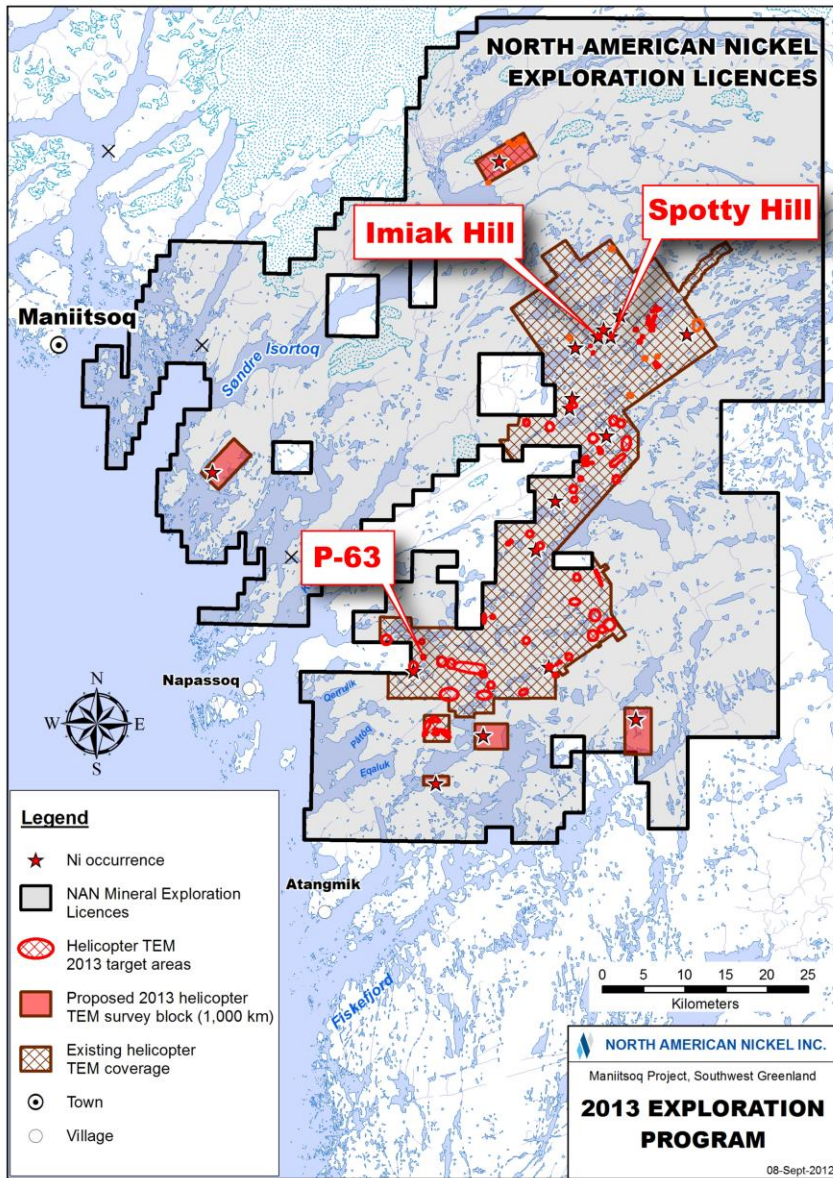 NORTH AMERICAN NICKEL
EXPLORATION LICENCES
Imiak Hill
Spotty Hill
Maniitsoq
Søndre Isortoq
P-63
Napassoq
Qerrulik
Påtôq
Eqaluk
N
W
E
S
Atangmik
Fiskefjord
Legend
Ni occurrence
NAN Mineral Exploration
Licences
Helicopter TEM
2013 target areas
Proposed 2013 helicopter
TEM survey block (1,000 km)
Existing helicopter
TEM coverage
Town
Village
0 5 10 15 20 25
Kilometers
NORTH AMERICAN NICKEL INC.
Maniitsoq Project, Southwest Greenland
2013 EXPLORATION
PROGRAM
08-Sept-2012